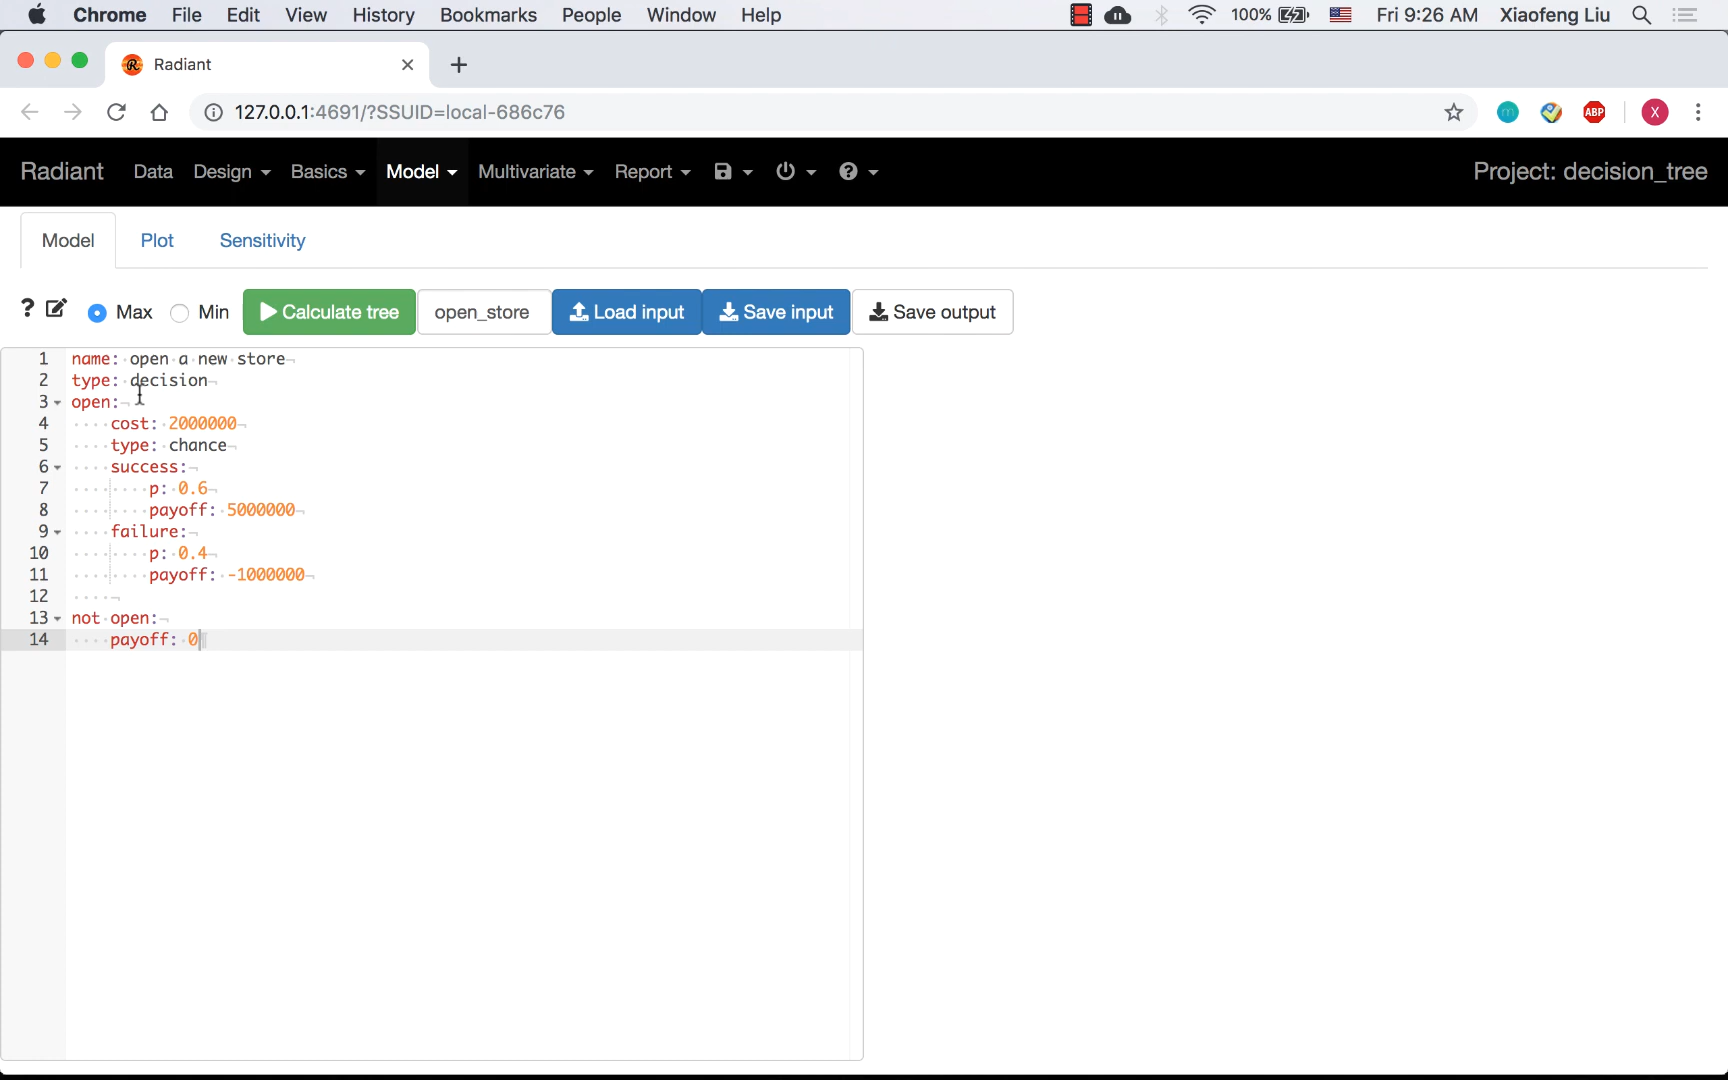 Chrome File Edit View History Bookmarks People Window Help 100% Fri 9:26 AM Xiaofeng Liu
Radiant
127.0.0.1:4691/?SSUID=local-686c76
m ABP X
Radiant Data Design Basics Model Multivariate Report ? Project: decision_tree
Model Plot Sensitivity
? Max Min Calculate tree open_store Load input Save input Save output
1 name: open a new store
2 type: decision
3 open:
4 cost: 2000000
5 type: chance
6 success:
7 p: 0.6
8 payoff: 5000000
9 failure:
10 p: 0.4
11 payoff: -1000000
12
13 not open:
14 payoff: 0